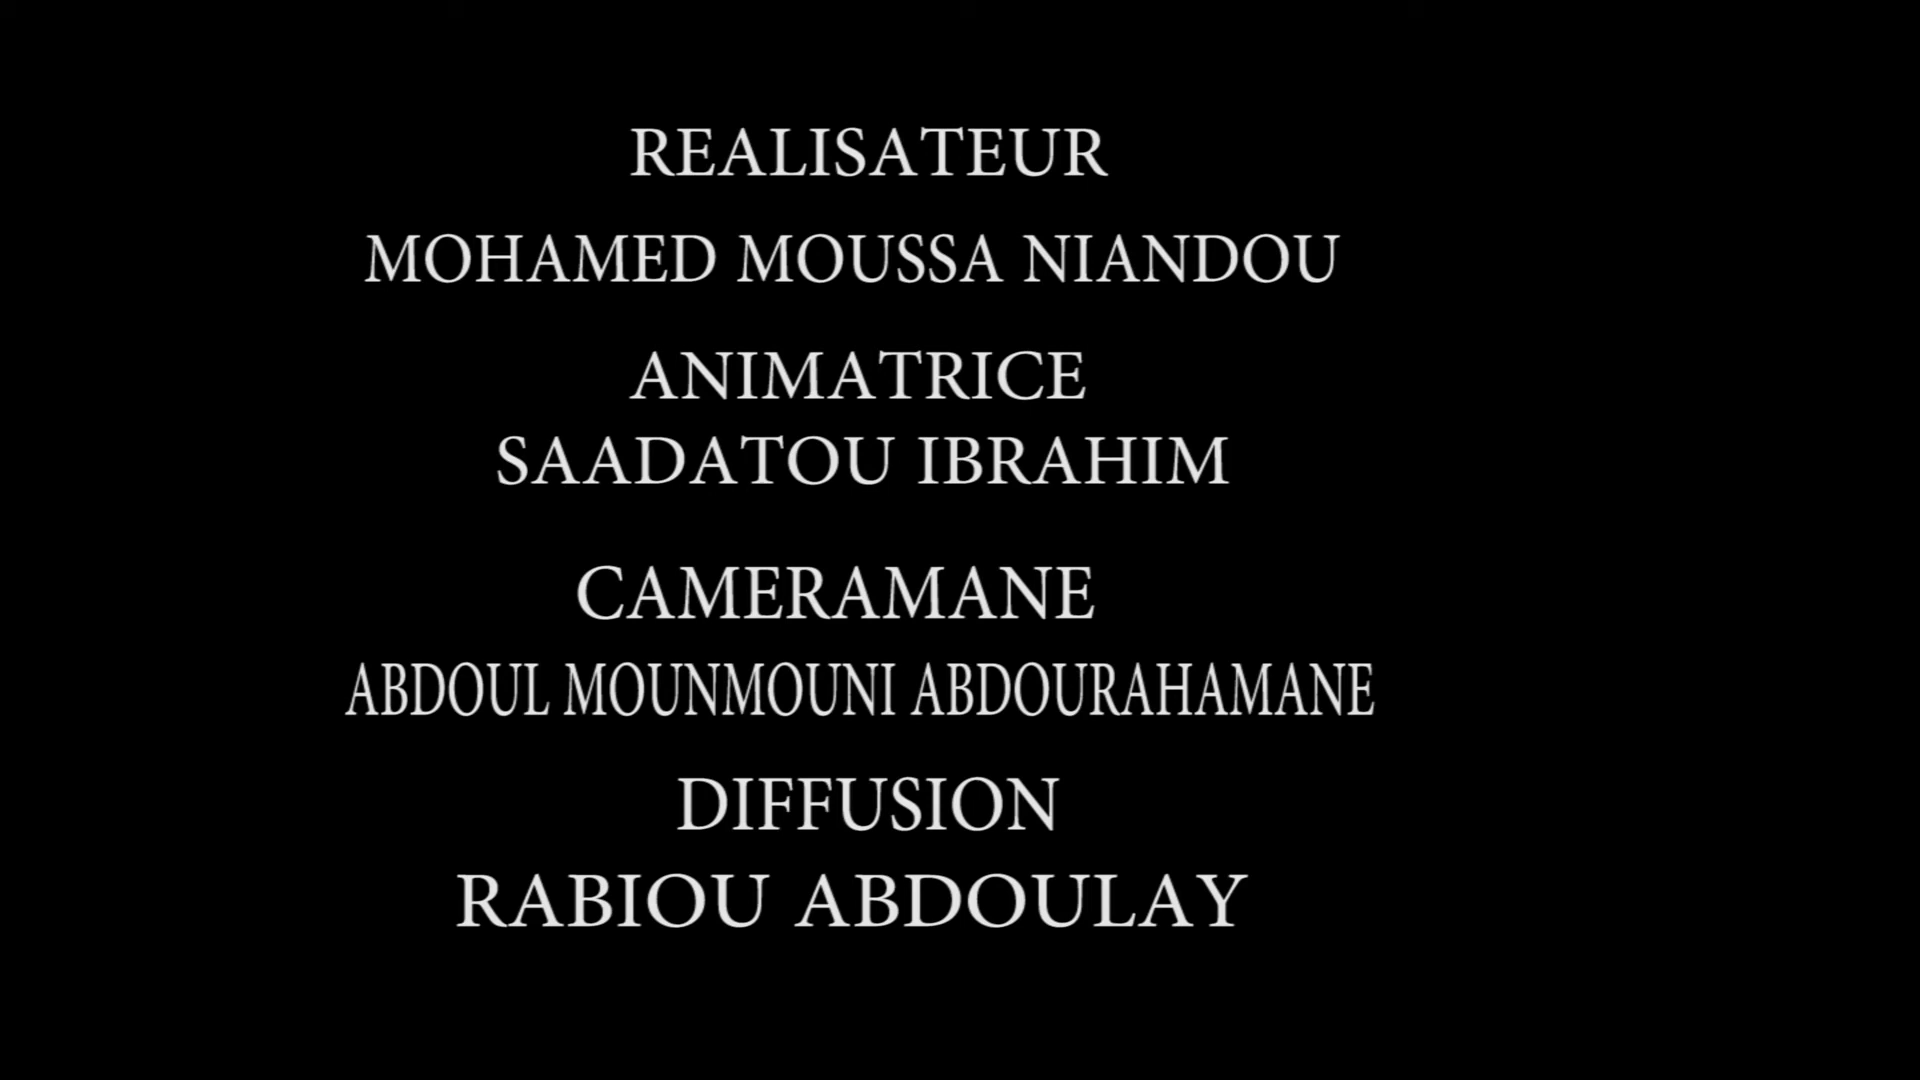 REALISATEUR
MOHAMED MOUSSA NIANDOU
ANIMATRICE
SAADATOU IBRAHIM
CAMERAMANE
ABDOUL MOUNMOUNI ABDOURAHAMANE
DIFFUSION
RABIOU ABDOULAY